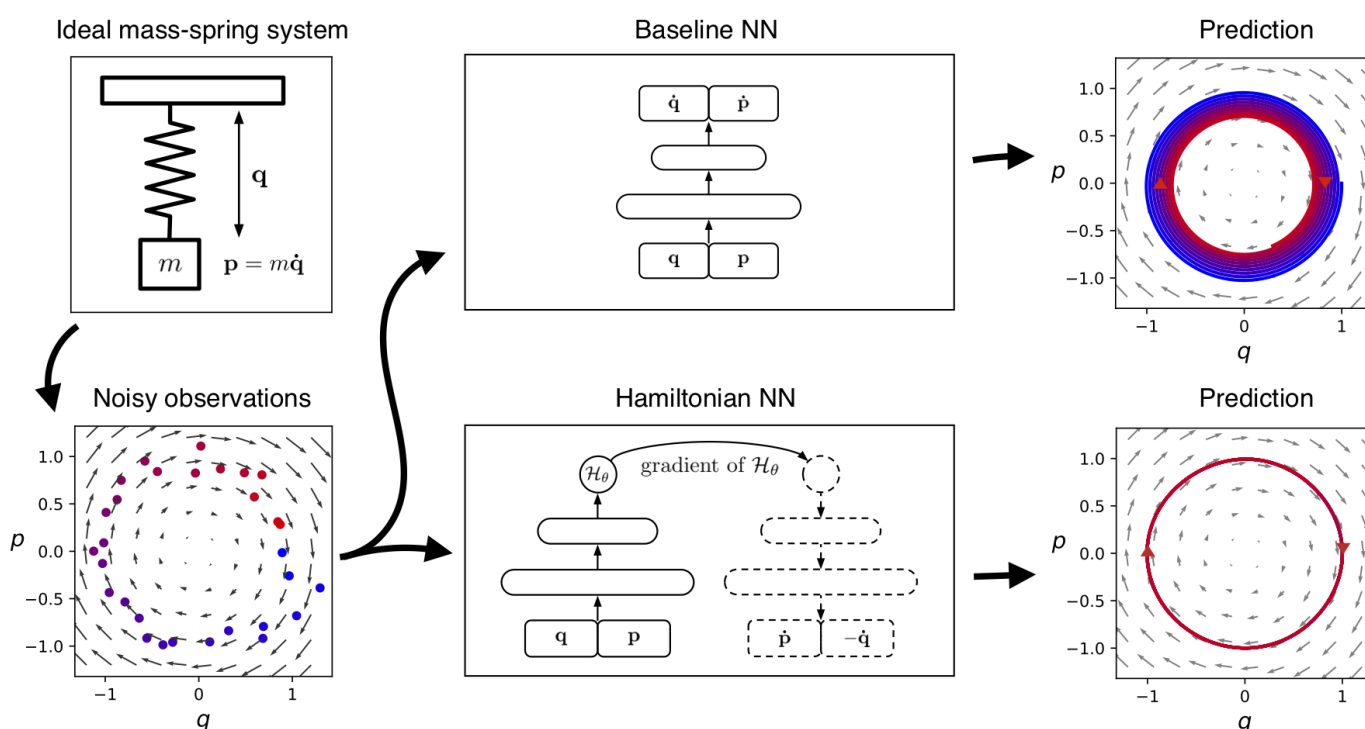 Ideal mass-spring system
q
m
p = mq̇
Baseline NN
q̇ ṗ
q p
Prediction
1.0
0.5
0.0
−0.5
−1.0
p
−1 0 1
q
Noisy observations
1.0
0.5
0.0
−0.5
−1.0
p
−1 0 1
q
Hamiltonian NN
ℋθ
gradient of ℋθ
q p
ṗ −q̇
Prediction
1.0
0.5
0.0
−0.5
−1.0
p
−1 0 1
q